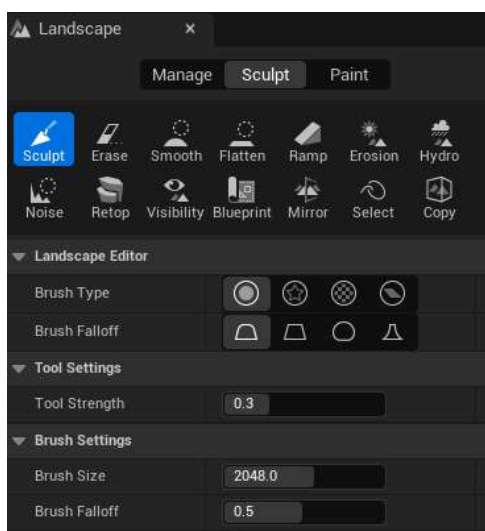 Landscape ×
Manage Sculpt Paint
Sculpt Erase Smooth Flatten Ramp Erosion Hydro
Noise Retop Visibility Blueprint Mirror Select Copy
Landscape Editor
Brush Type
Brush Falloff
Tool Settings
Tool Strength 0.3
Brush Settings
Brush Size 2048.0
Brush Falloff 0.5